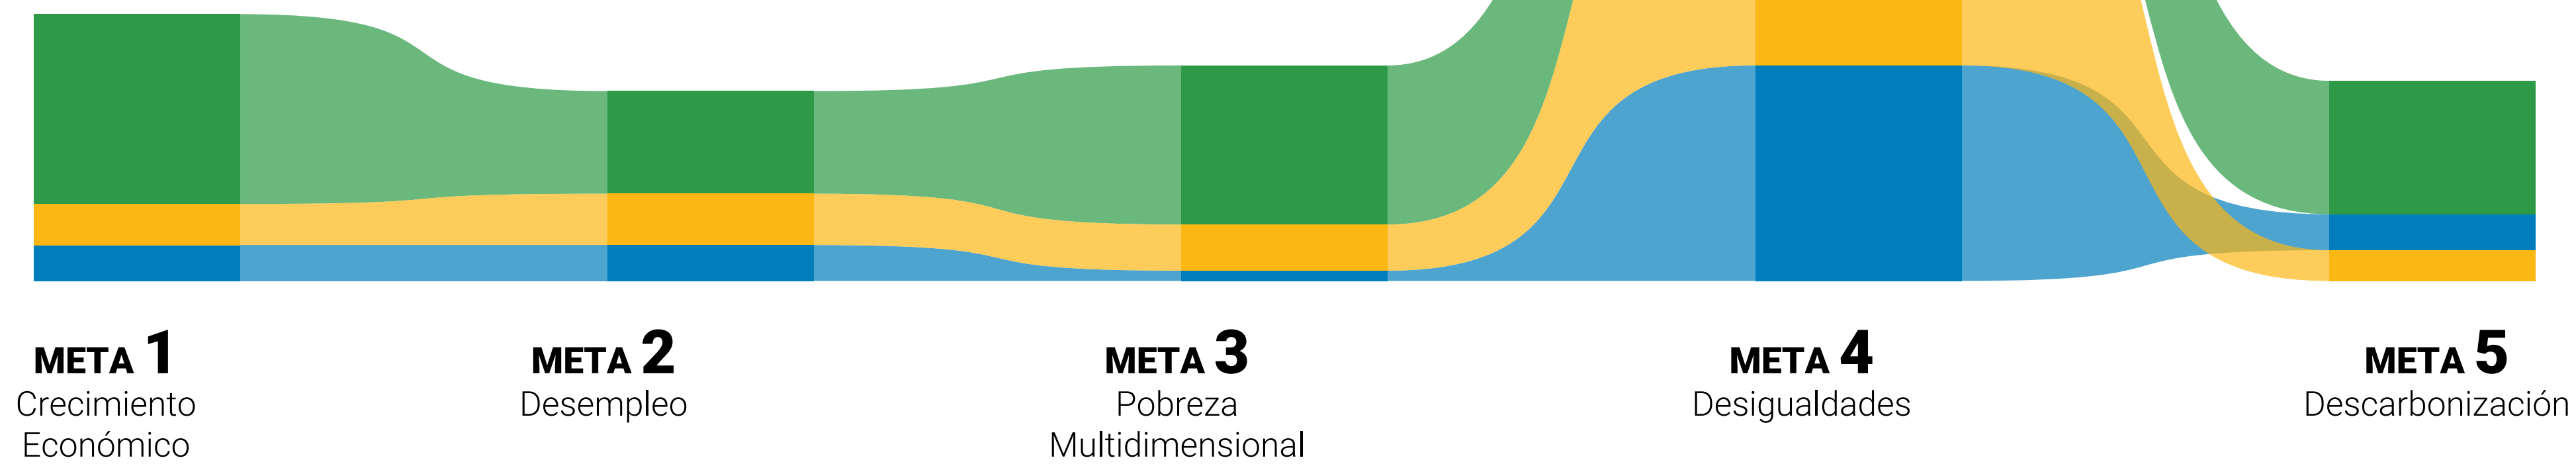 META 1
Crecimiento
Económico
META 2
Desempleo
META 3
Pobreza
Multidimensional
META 4
Desigualdades
META 5
Descarbonización